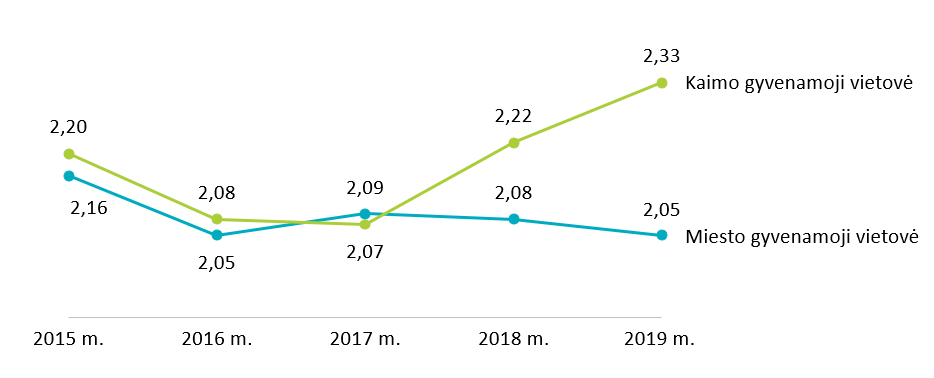 2,33
Kaimo gyvenamoji vietovė
2,20
2,22
2,08
2,09
2,08
2,16
2,05
Miesto gyvenamoji vietovė
2,05
2,07
2015 m.
2016 m.
2017 m.
2018 m.
2019 m.